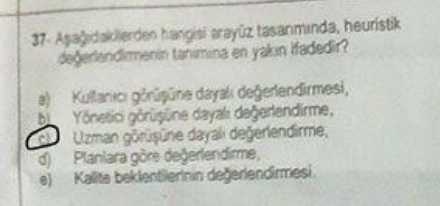 37- Aşağıdakilerden hangisi arayüz tasarımında, heuristik
değerlendirmenin tanımına en yakın ifadedir?
a) Kullanıcı görüşüne dayalı değerlendirmesi,
b) Yönetici görüşüne dayalı değerlendirme,
c) Uzman görüşüne dayalı değerlendirme,
d) Planlara göre değerlendirme,
e) Kalite beklentilerinin değerlendirmesi.